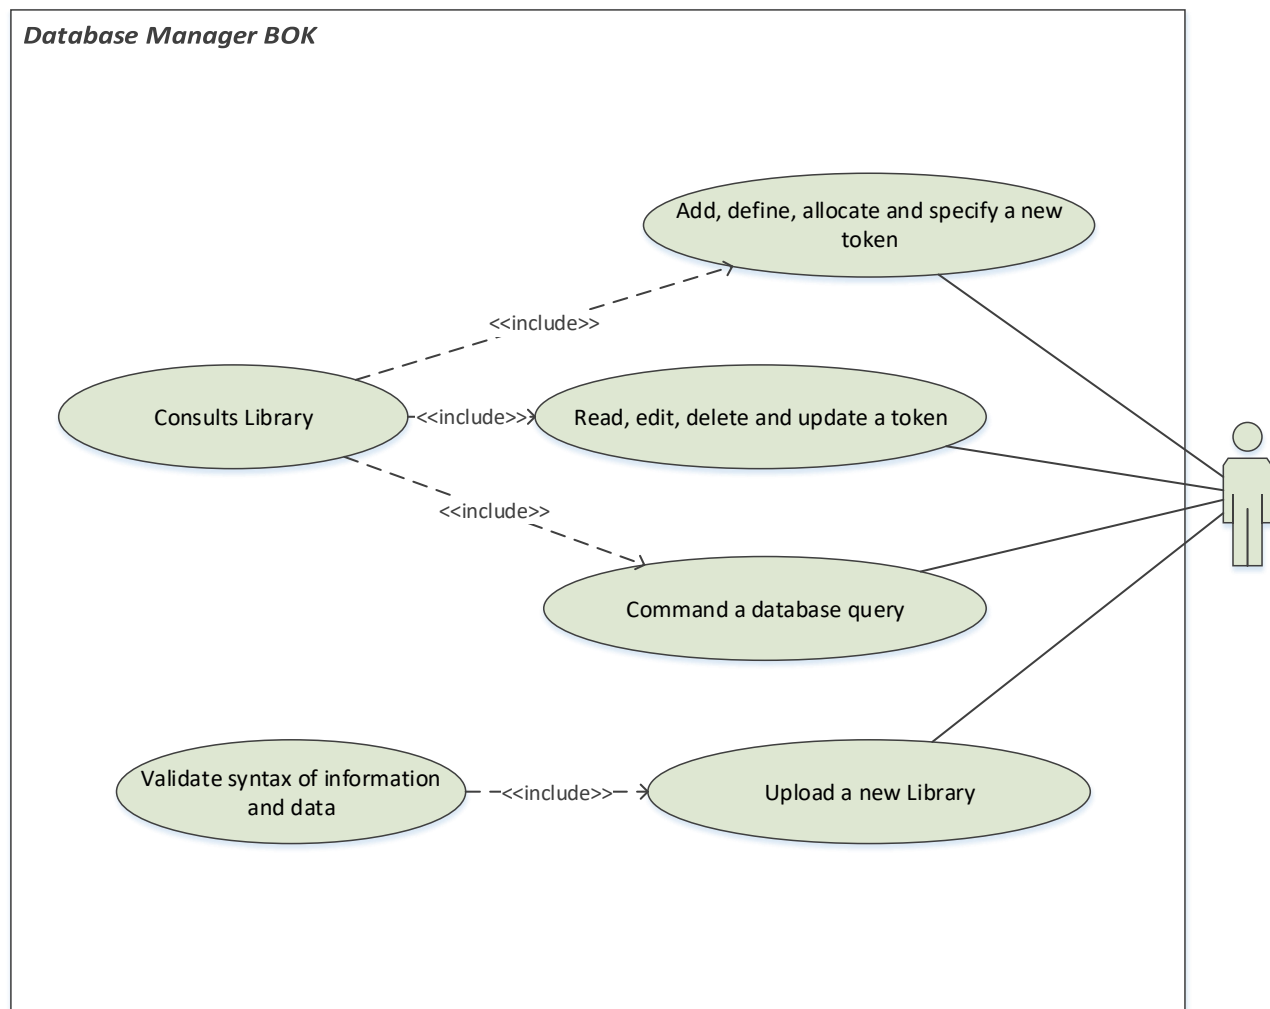 Database Manager BOK
Add, define, allocate and specify a new
token
<<include>>
Consults Library
<<include>>
Read, edit, delete and update a token
<<include>>
Command a database query
Validate syntax of information
and data
<<include>>
Upload a new Library